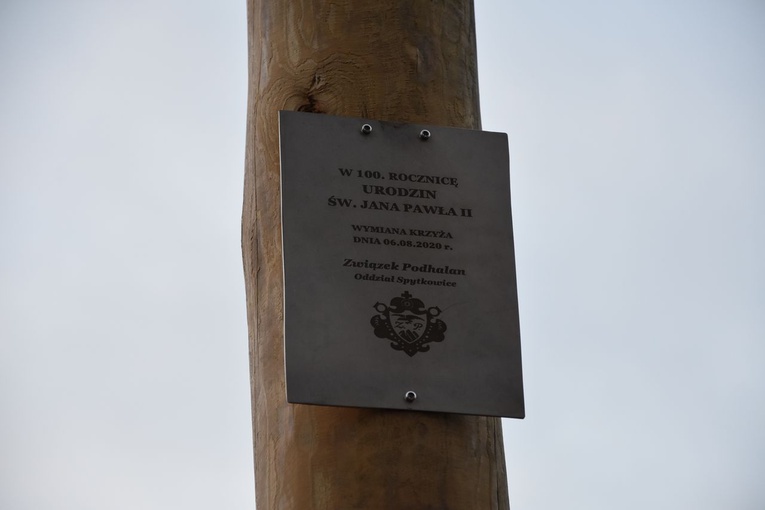 W 100. ROCZNICĘ
URODZIN
ŚW. JANA PAWŁA II
WYMIANA KRZYŻA
DNIA 06.08.2020 r.
Związek Podhalan
Oddział Spytkowice
Z P